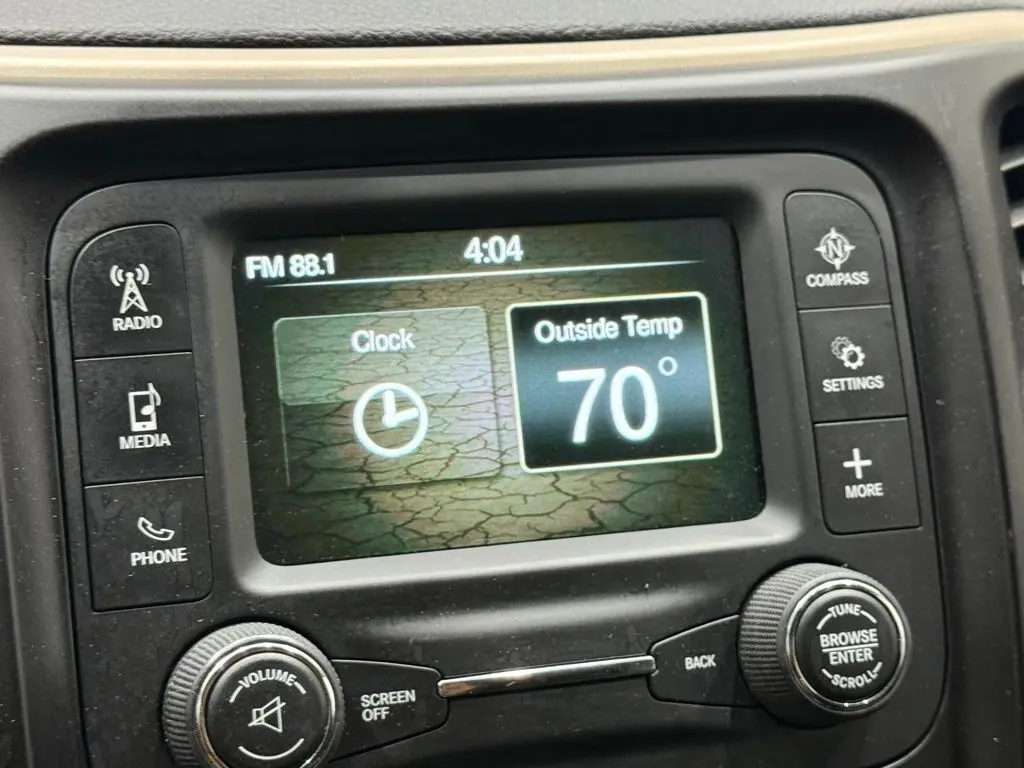 FM 88.1
4:04
Clock
Outside Temp
70°
RADIO
MEDIA
PHONE
N
COMPASS
SETTINGS
MORE
VOLUME
SCREEN
OFF
BACK
TUNE
BROWSE
ENTER
SCROLL